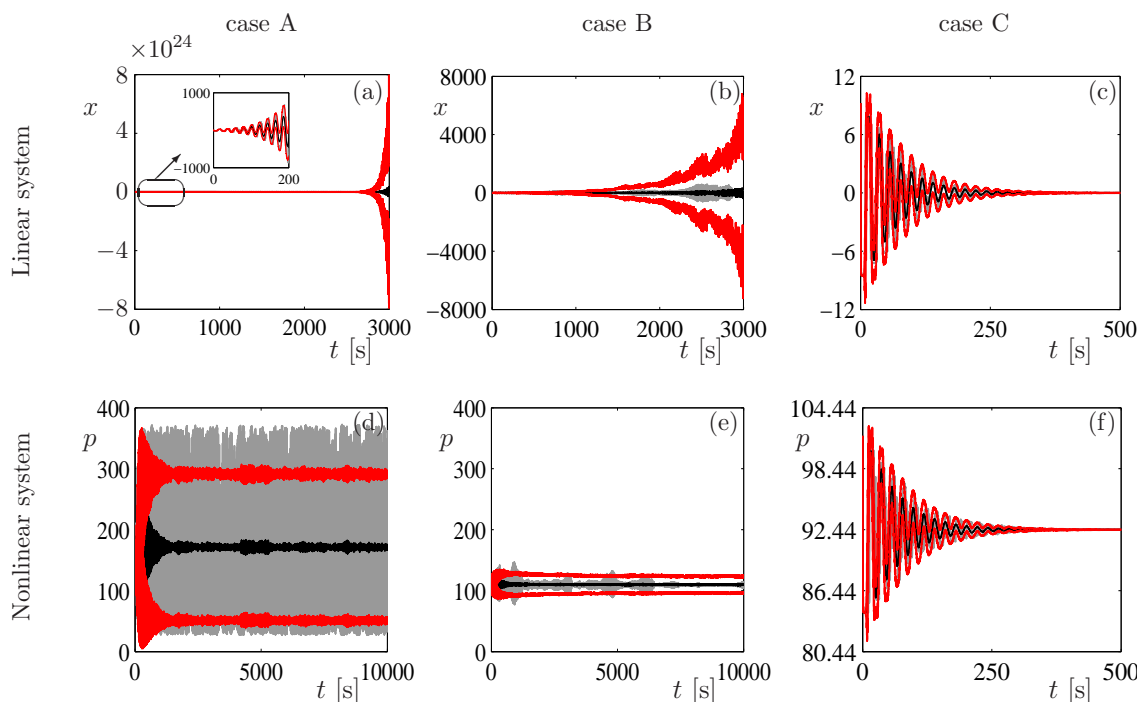 case A
case B
case C
Linear system
×10²⁴
x
8
4
0
−4
−8
(a)
1000
−1000
0
200
0
1000
2000
3000
t [s]
x
8000
4000
0
−4000
−8000
(b)
0
1000
2000
3000
t [s]
x
12
6
0
−6
−12
(c)
0
250
500
t [s]
Nonlinear system
p
400
300
200
100
0
(d)
0
5000
10000
t [s]
p
400
300
200
100
0
(e)
0
5000
10000
t [s]
p
104.44
98.44
92.44
86.44
80.44
(f)
0
250
500
t [s]